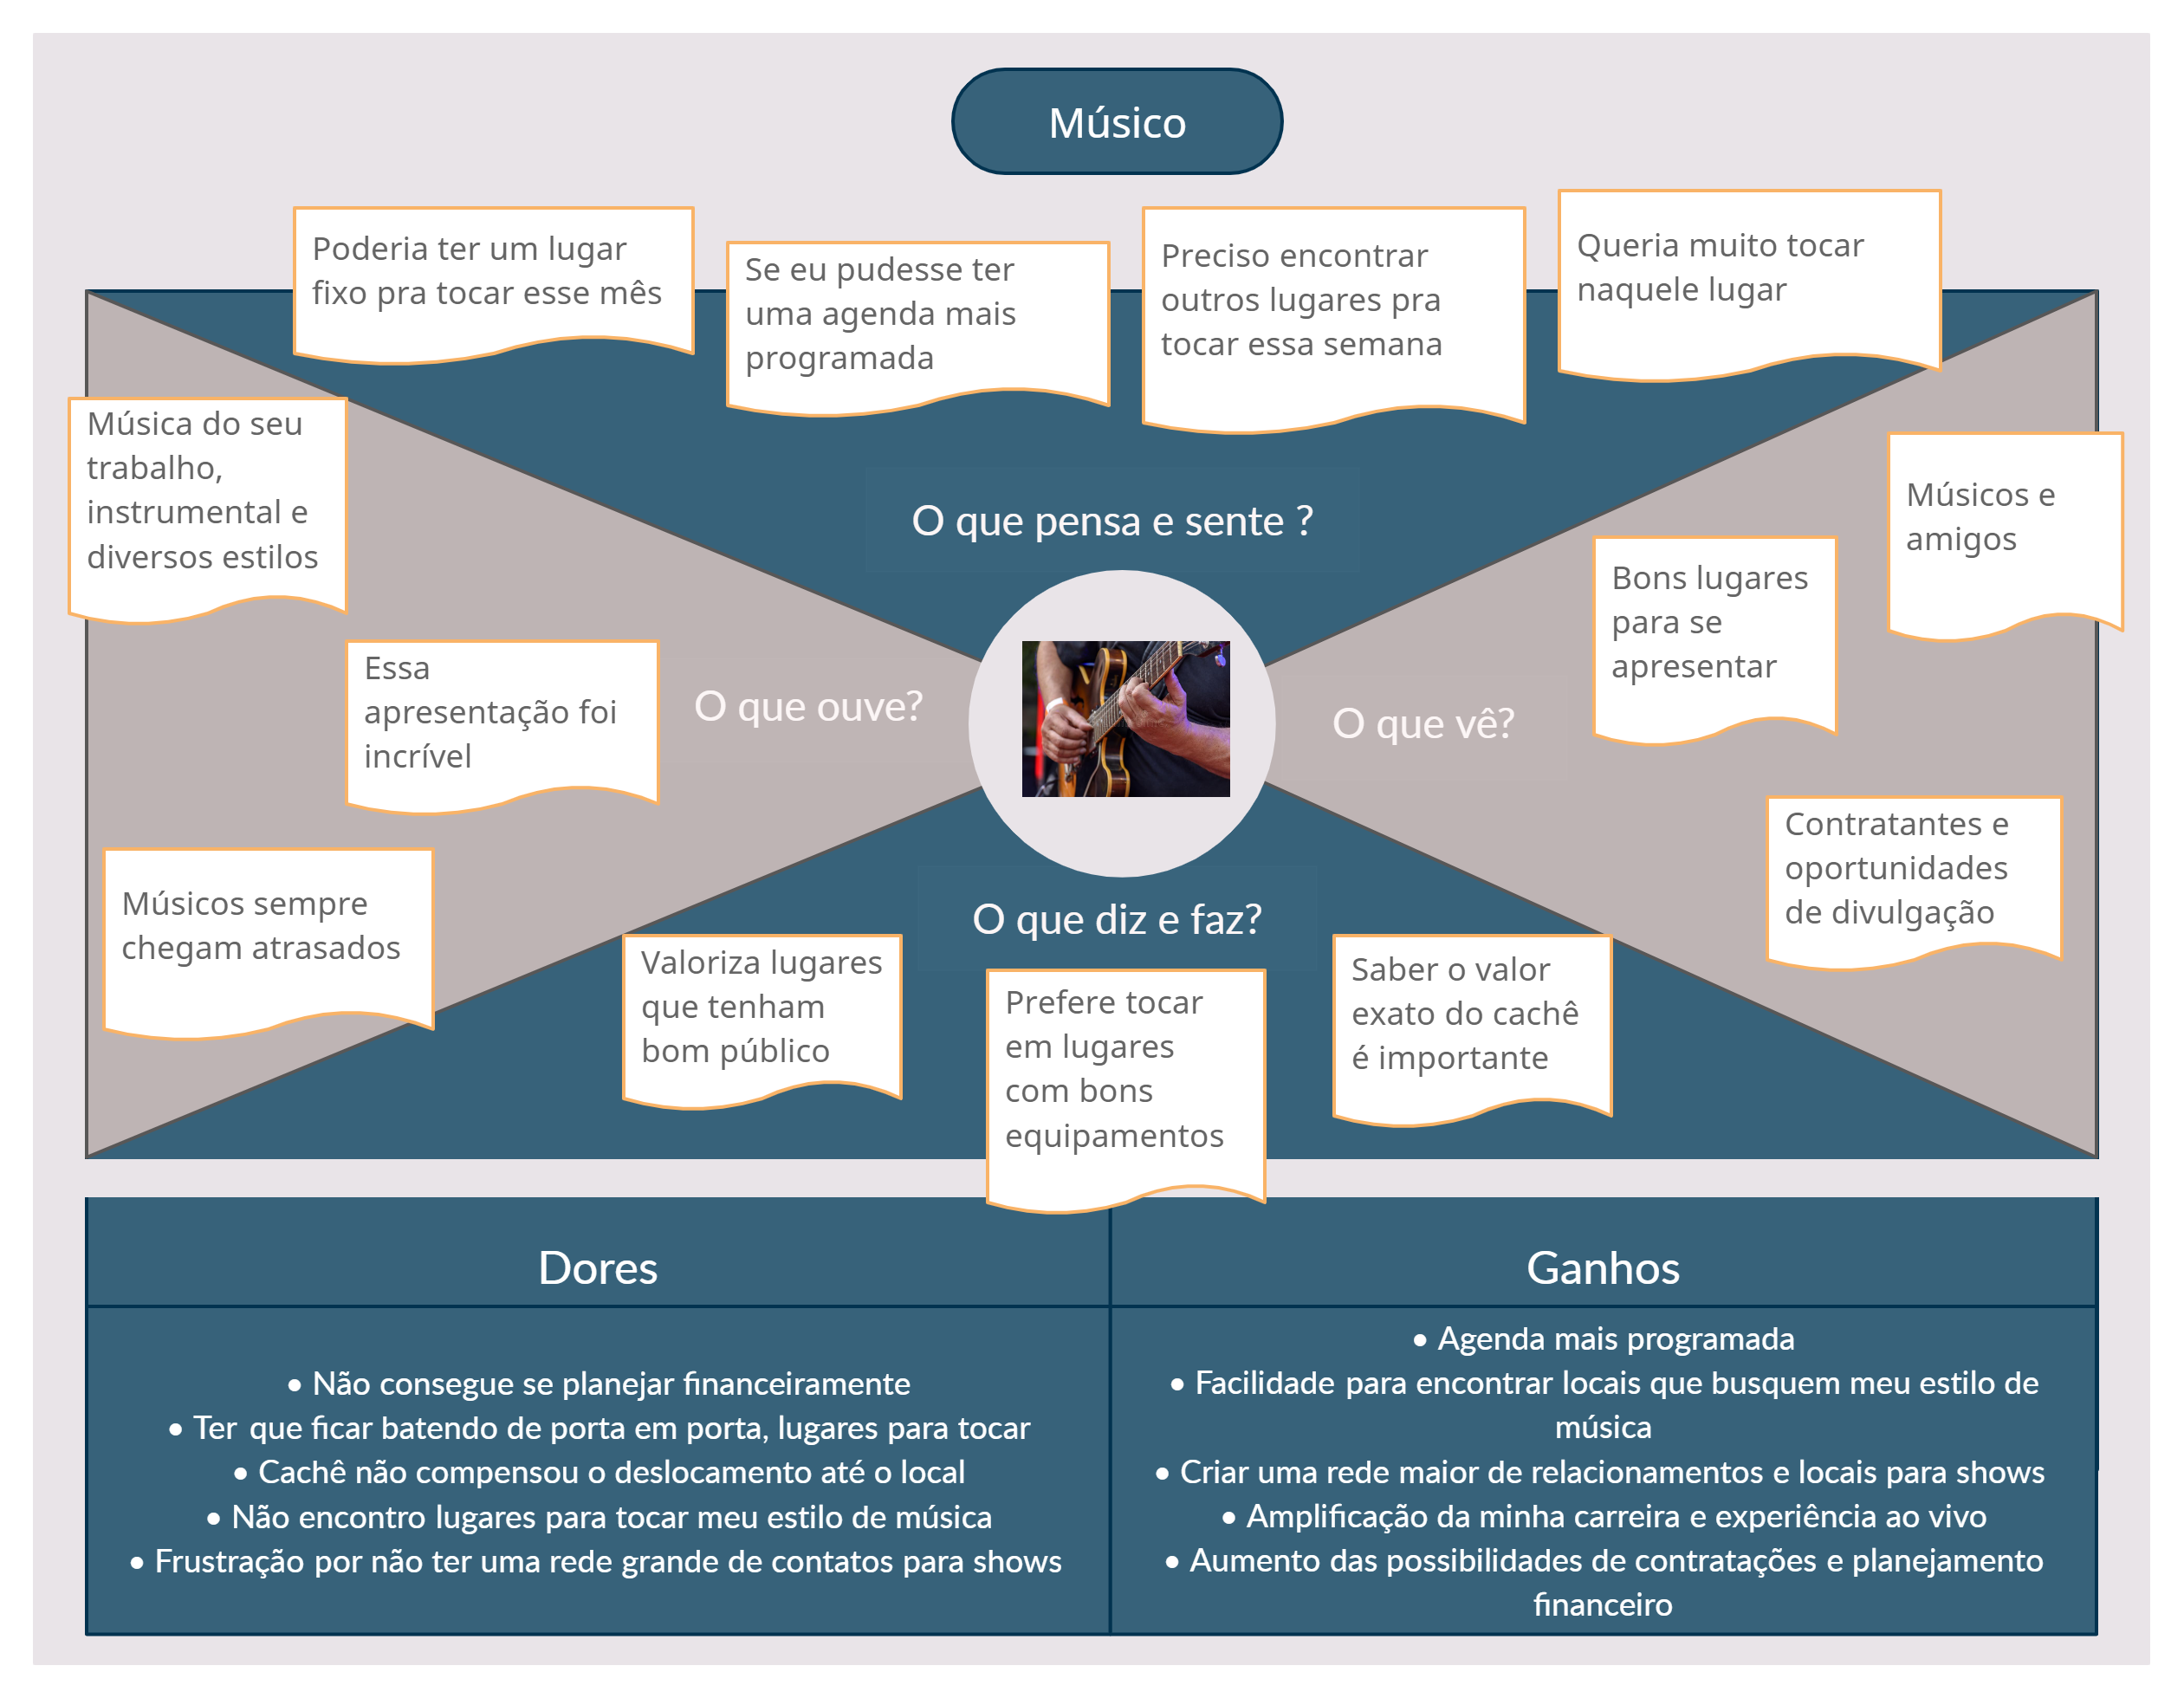 Músico
Poderia ter um lugar
fixo pra tocar esse mês
Se eu pudesse ter
uma agenda mais
programada
Preciso encontrar
outros lugares pra
tocar essa semana
Queria muito tocar
naquele lugar
O que pensa e sente ?
Música do seu
trabalho,
instrumental e
diversos estilos
Essa
apresentação foi
incrível
Músicos sempre
chegam atrasados
O que ouve?
O que vê?
Músicos e
amigos
Bons lugares
para se
apresentar
Contratantes e
oportunidades
de divulgação
O que diz e faz?
Valoriza lugares
que tenham
bom público
Prefere tocar
em lugares
com bons
equipamentos
Saber o valor
exato do cachê
é importante
Dores
• Não consegue se planejar financeiramente
• Ter que ficar batendo de porta em porta, lugares para tocar
• Cachê não compensou o deslocamento até o local
• Não encontro lugares para tocar meu estilo de música
• Frustração por não ter uma rede grande de contatos para shows
Ganhos
• Agenda mais programada
• Facilidade para encontrar locais que busquem meu estilo de
música
• Criar uma rede maior de relacionamentos e locais para shows
• Amplificação da minha carreira e experiência ao vivo
• Aumento das possibilidades de contratações e planejamento
financeiro